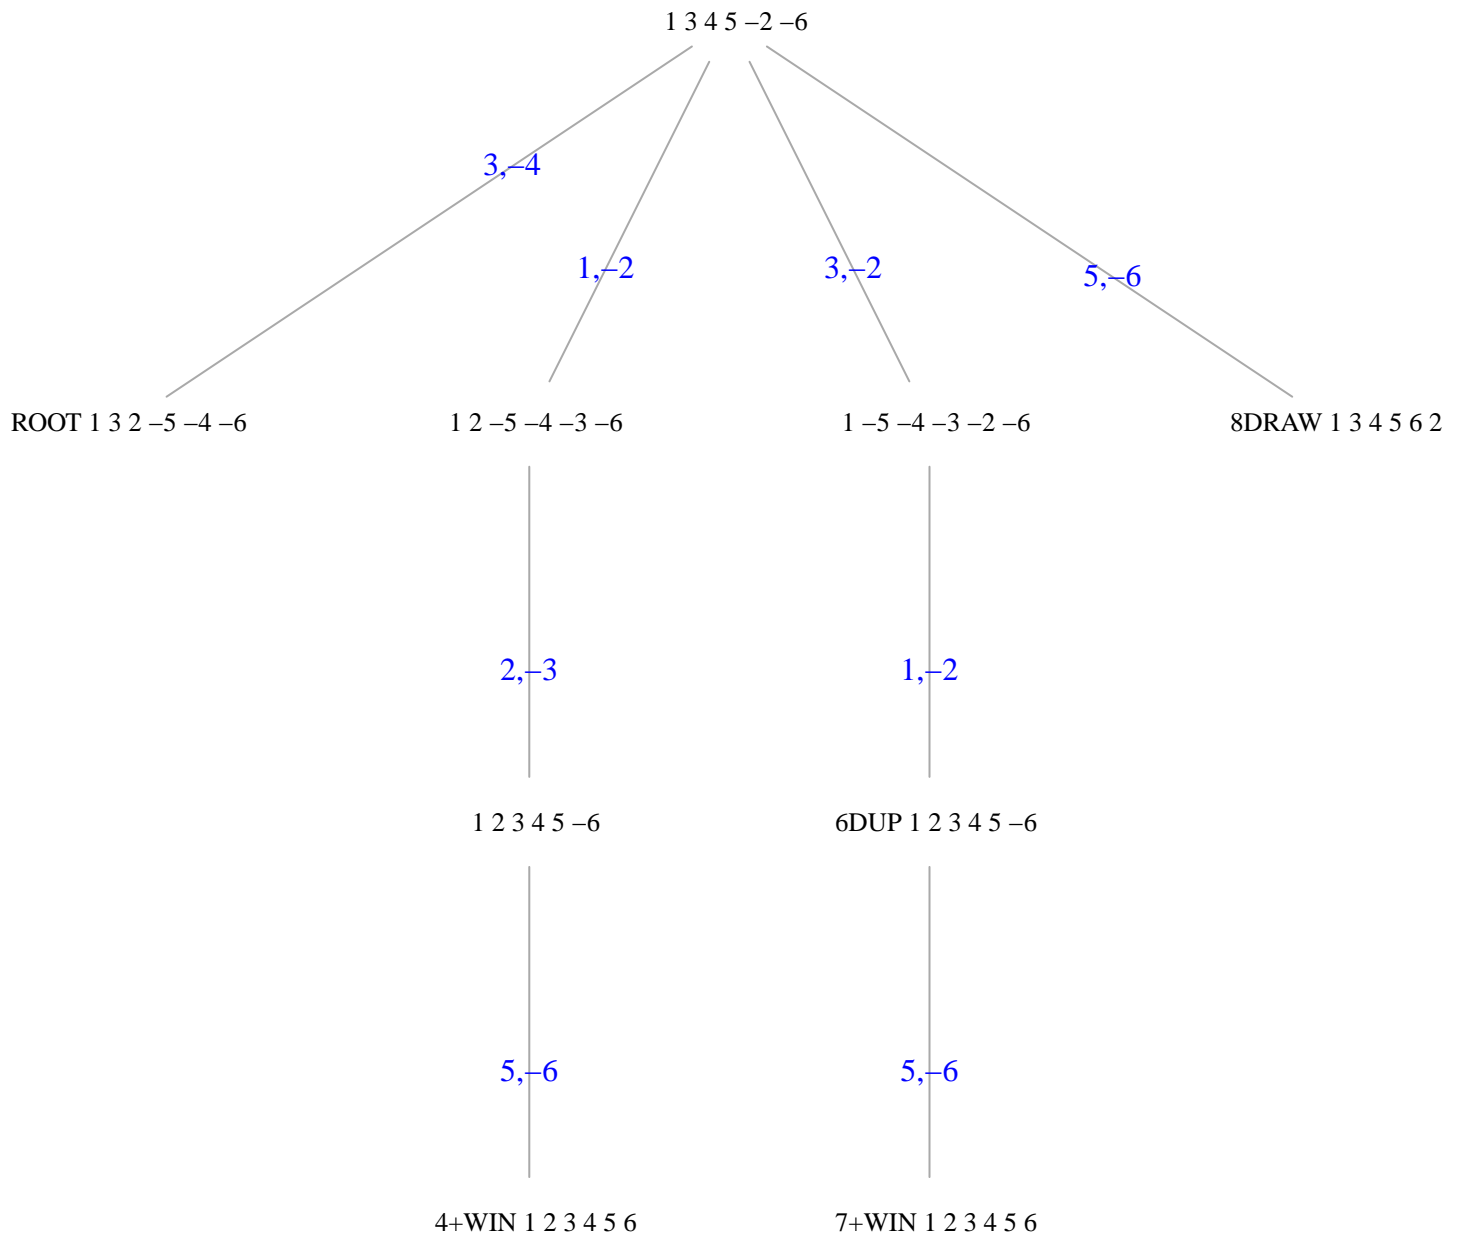 1 3 4 5 –2 –6
3,–4
1,–2
3,–2
5,–6
ROOT 1 3 2 –5 –4 –6
1 2 –5 –4 –3 –6
1 –5 –4 –3 –2 –6
8DRAW 1 3 4 5 6 2
2,–3
1,–2
1 2 3 4 5 –6
6DUP 1 2 3 4 5 –6
5,–6
5,–6
4+WIN 1 2 3 4 5 6
7+WIN 1 2 3 4 5 6